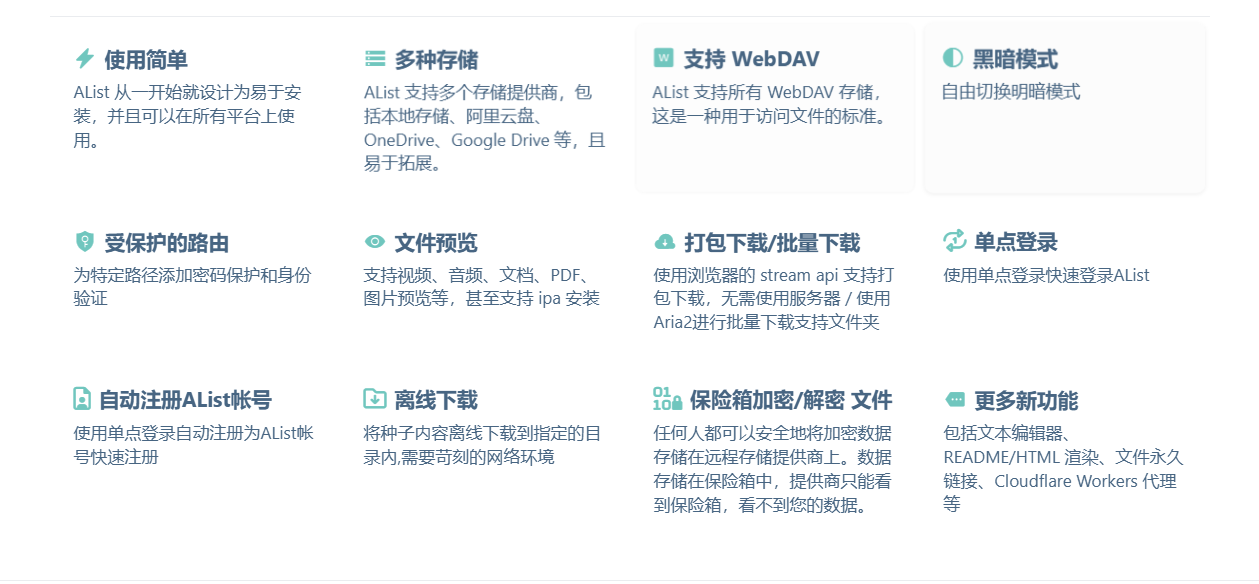 使用简单
AList 从一开始就设计为易于安
装，并且可以在所有平台上使
用。
多种存储
AList 支持多个存储提供商，包
括本地存储、阿里云盘、
OneDrive、Google Drive 等，且
易于拓展。
支持 WebDAV
AList 支持所有 WebDAV 存储，
这是一种用于访问文件的标准。
黑暗模式
自由切换明暗模式
受保护的路由
为特定路径添加密码保护和身份
验证
文件预览
支持视频、音频、文档、PDF、
图片预览等，甚至支持 ipa 安装
打包下载/批量下载
使用浏览器的 stream api 支持打
包下载，无需使用服务器 / 使用
Aria2进行批量下载支持文件夹
单点登录
使用单点登录快速登录AList
自动注册AList帐号
使用单点登录自动注册为AList帐
号快速注册
离线下载
将种子内容离线下载到指定的目
录内,需要苛刻的网络环境
保险箱加密/解密 文件
任何人都可以安全地将加密数据
存储在远程存储提供商上。数据
存储在保险箱中，提供商只能看
到保险箱，看不到您的数据。
更多新功能
包括文本编辑器、
README/HTML 渲染、文件永久
链接、Cloudflare Workers 代理
等